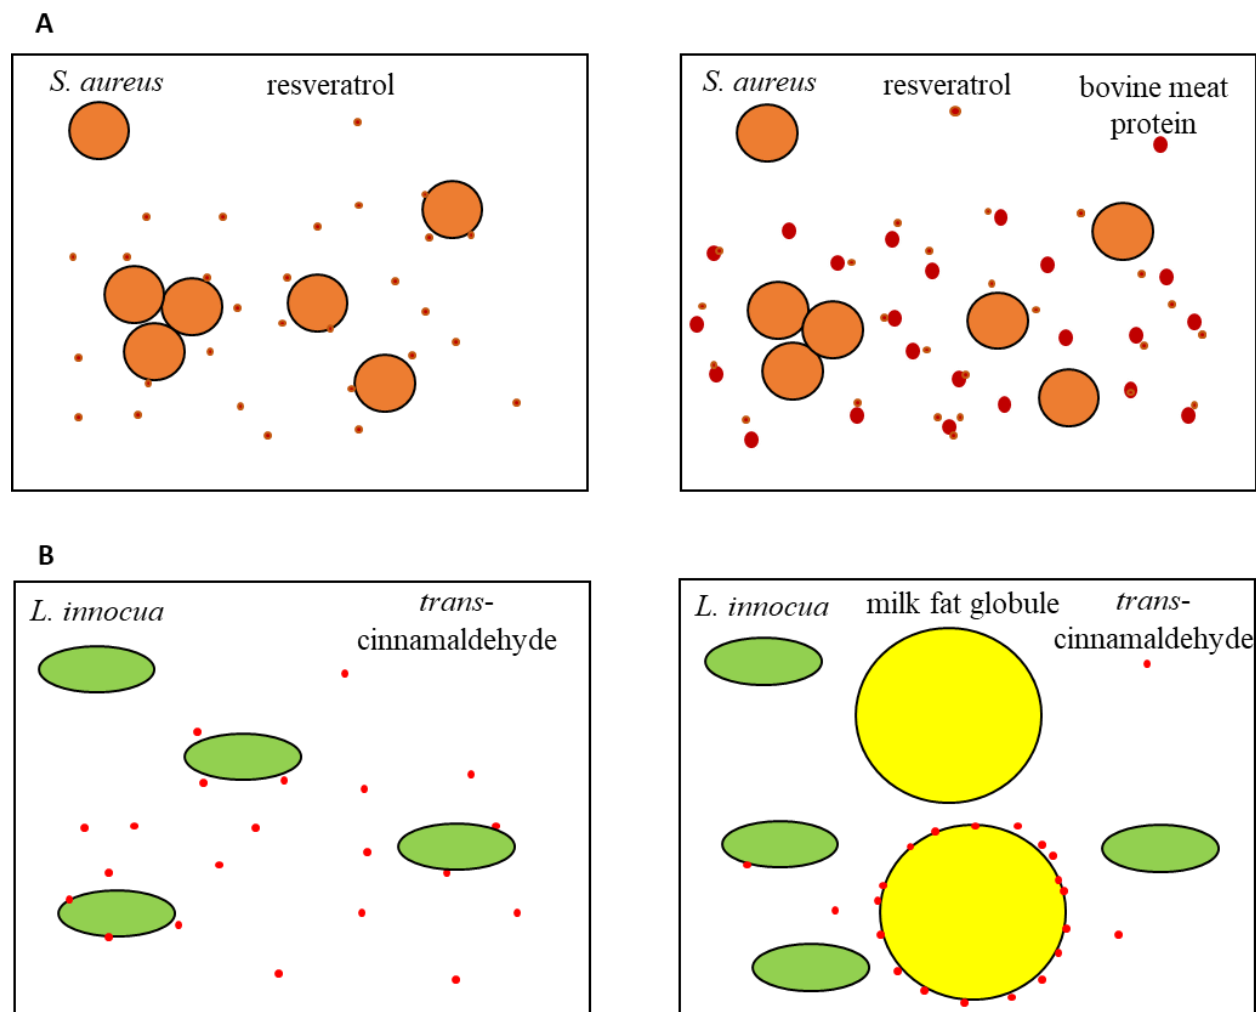 A
S. aureus
resveratrol
S. aureus
resveratrol
bovine meat
protein
B
L. innocua
trans-
cinnamaldehyde
L. innocua
milk fat globule
trans-
cinnamaldehyde